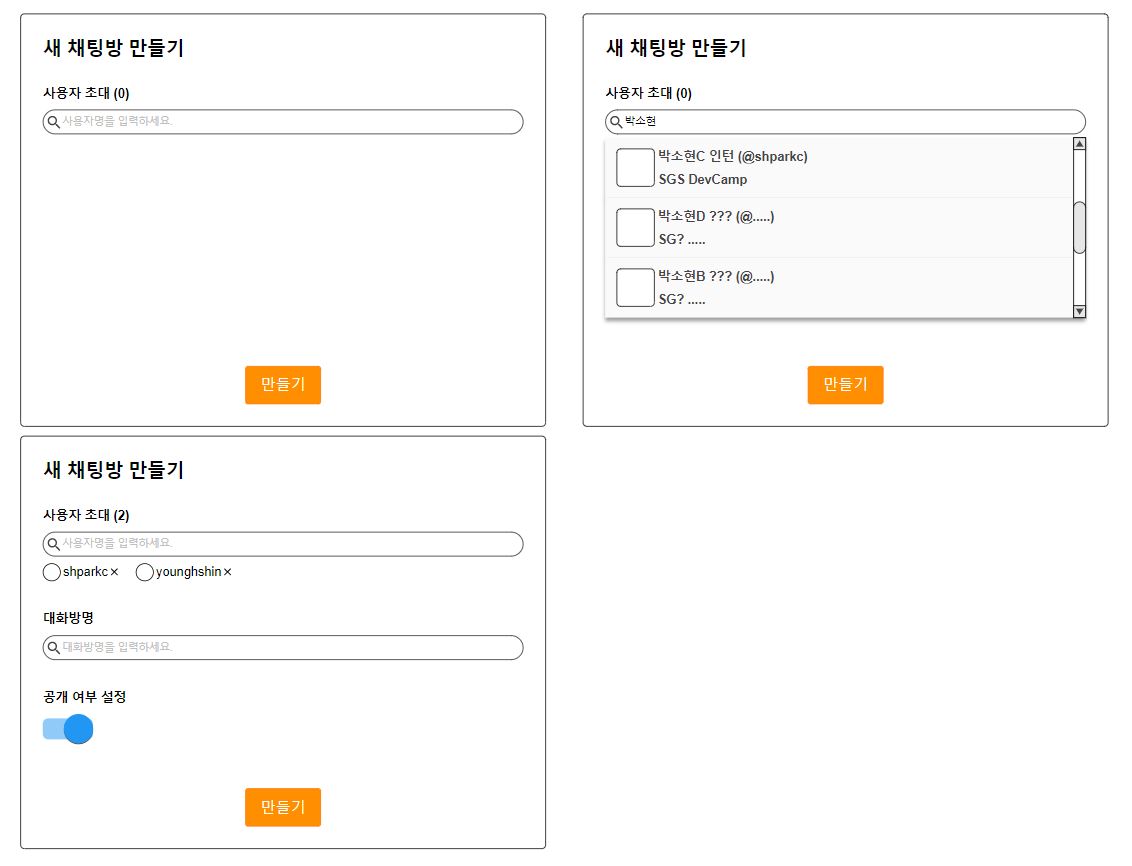 새 채팅방 만들기
사용자 초대 (0)
사용자명을 입력하세요.
만들기
새 채팅방 만들기
사용자 초대 (0)
박소현
박소현C 인턴 (@shparkc)
SGS DevCamp
박소현D ??? (@.....)
SG? .....
박소현B ??? (@.....)
SG? .....
만들기
새 채팅방 만들기
사용자 초대 (2)
사용자명을 입력하세요.
shparkc× younghshin×
대화방명
대화방명을 입력하세요.
공개 여부 설정
만들기